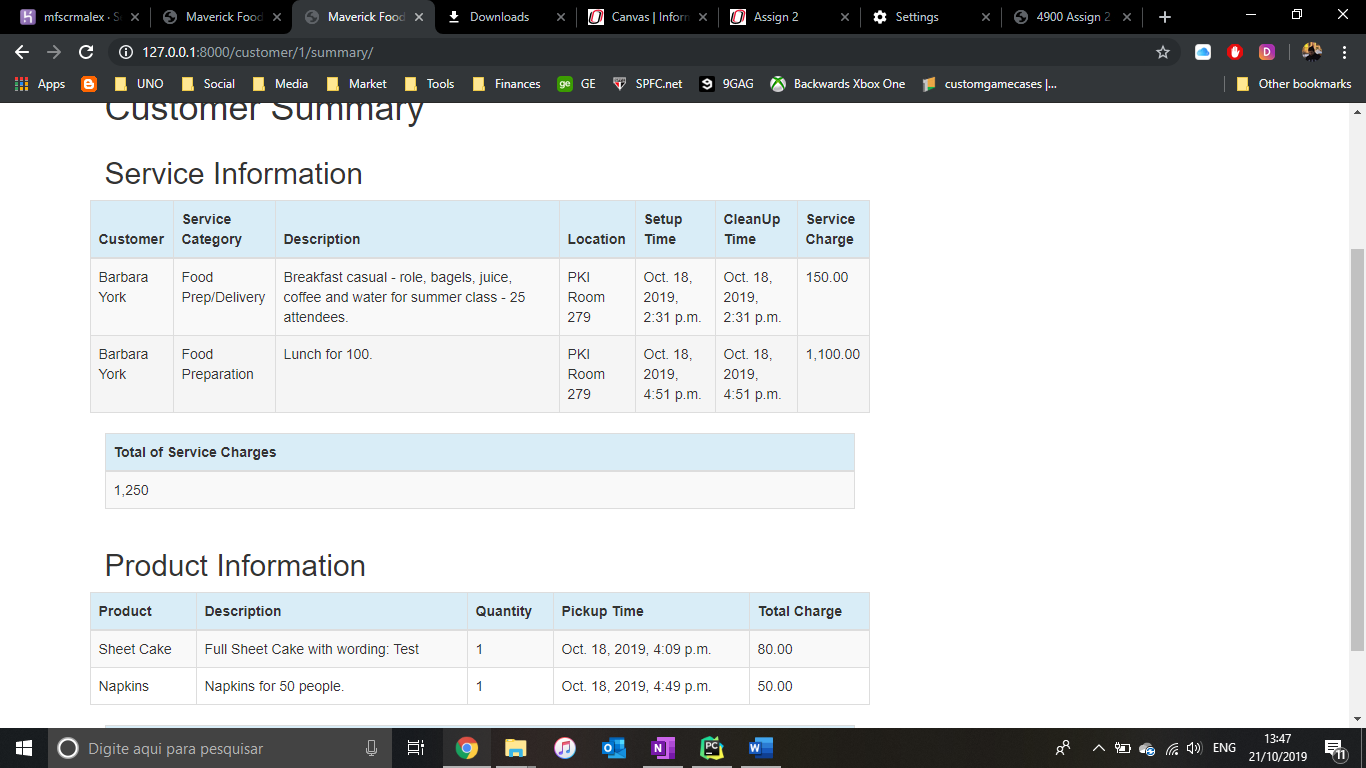 mfscrmalex · S
Maverick Food
Maverick Food
Downloads
Canvas | Inform
Assign 2
Settings
4900 Assign 2
127.0.0.1:8000/customer/1/summary/
Apps
UNO
Social
Media
Market
Tools
Finances
ge GE
SPFC.net
9GAG
Backwards Xbox One
customgamecases |...
Other bookmarks
Customer Summary
Service Information
Customer Service Category Description Location Setup Time CleanUp Time Service Charge
Barbara York Food Prep/Delivery Breakfast casual - role, bagels, juice, coffee and water for summer class - 25 attendees. PKI Room 279 Oct. 18, 2019, 2:31 p.m. Oct. 18, 2019, 2:31 p.m. 150.00
Barbara York Food Preparation Lunch for 100. PKI Room 279 Oct. 18, 2019, 4:51 p.m. Oct. 18, 2019, 4:51 p.m. 1,100.00
Total of Service Charges
1,250
Product Information
Product Description Quantity Pickup Time Total Charge
Sheet Cake Full Sheet Cake with wording: Test 1 Oct. 18, 2019, 4:09 p.m. 80.00
Napkins Napkins for 50 people. 1 Oct. 18, 2019, 4:49 p.m. 50.00
Digite aqui para pesquisar
ENG
13:47
21/10/2019
11